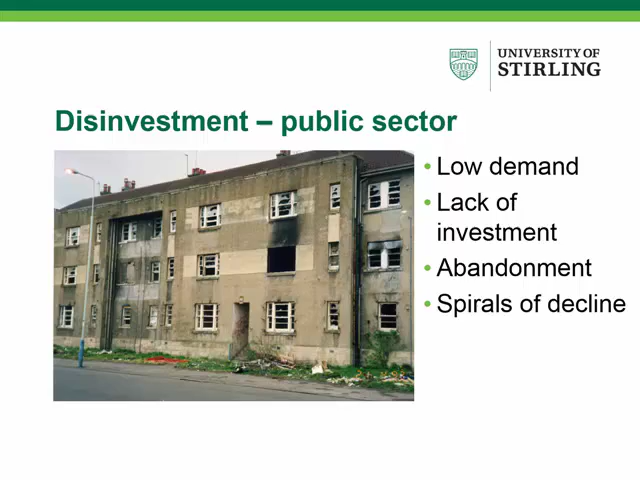 UNIVERSITY OF
STIRLING
Disinvestment – public sector
• Low demand
• Lack of
investment
• Abandonment
• Spirals of decline